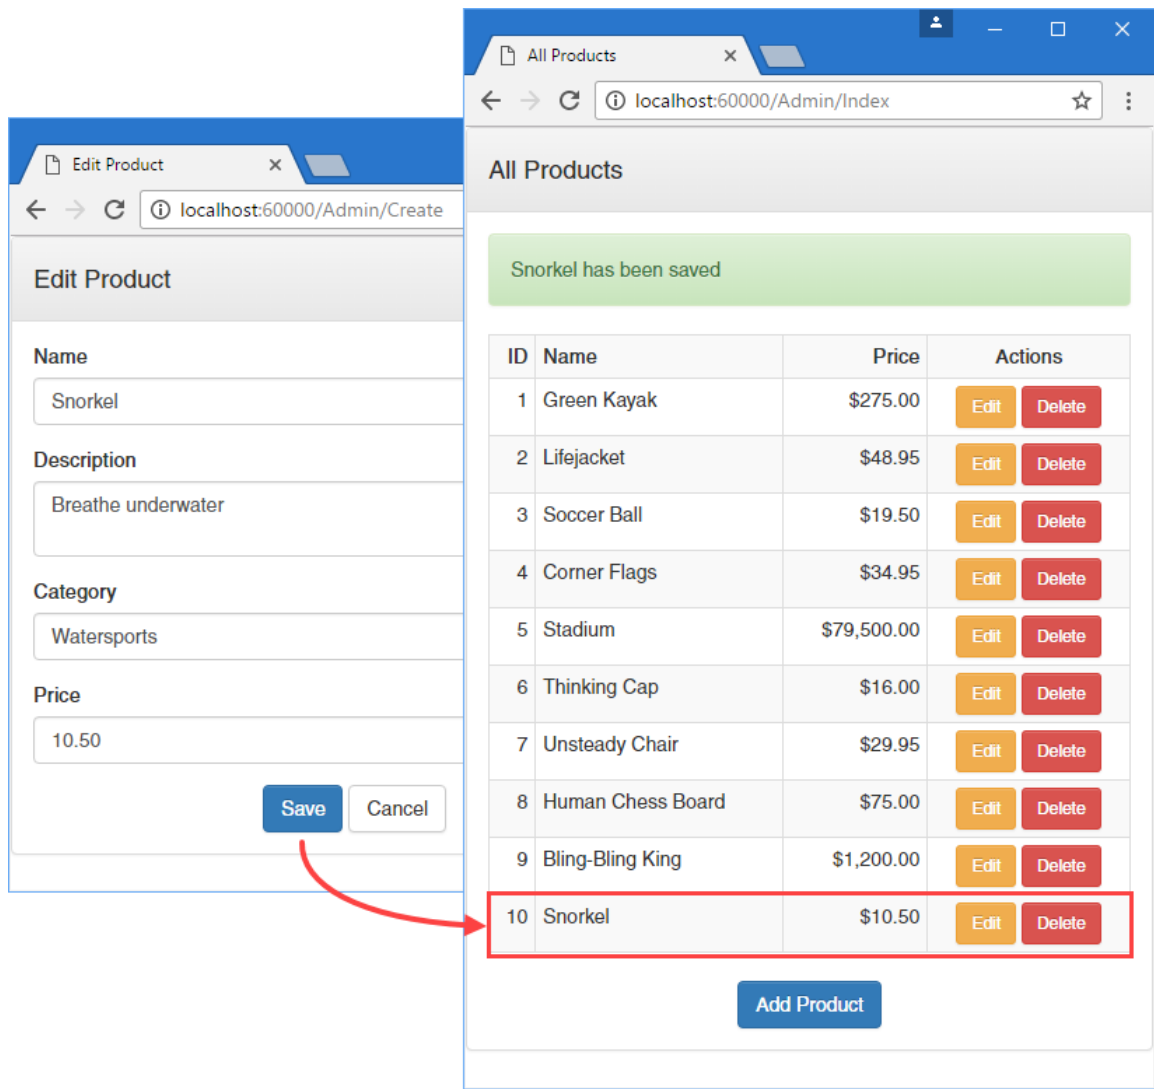 Edit Product
localhost:60000/Admin/Create
Edit Product
Name
Snorkel
Description
Breathe underwater
Category
Watersports
Price
10.50
Save Cancel
All Products
localhost:60000/Admin/Index
All Products
Snorkel has been saved
ID Name Price Actions
1 Green Kayak $275.00 Edit Delete
2 Lifejacket $48.95 Edit Delete
3 Soccer Ball $19.50 Edit Delete
4 Corner Flags $34.95 Edit Delete
5 Stadium $79,500.00 Edit Delete
6 Thinking Cap $16.00 Edit Delete
7 Unsteady Chair $29.95 Edit Delete
8 Human Chess Board $75.00 Edit Delete
9 Bling-Bling King $1,200.00 Edit Delete
10 Snorkel $10.50 Edit Delete
Add Product